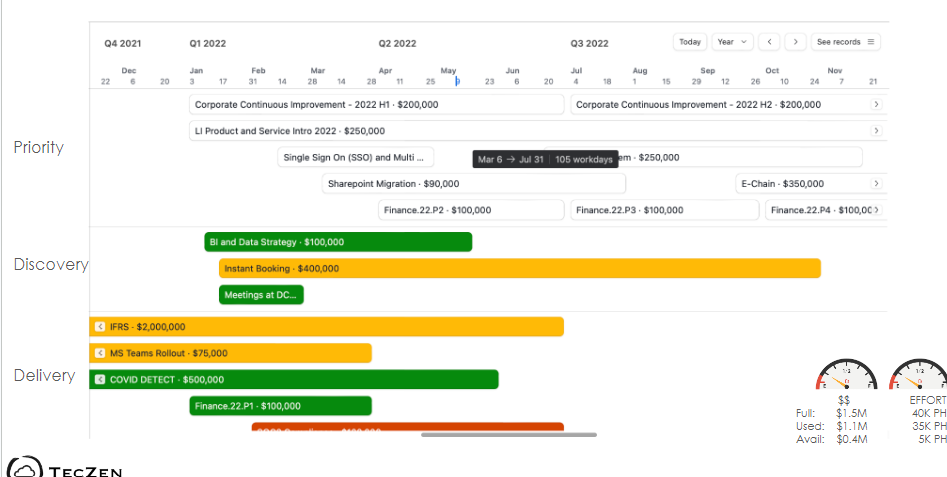 Q4 2021 Q1 2022 Q2 2022 Q3 2022 Today Year See records
Dec Jan Feb Mar Apr May Jun Jul Aug Sep Oct Nov
22 6 20 3 17 31 14 28 14 28 11 25 9 23 6 20 4 18 1 15 29 12 26 10 24 7 21
Priority
Corporate Continuous Improvement - 2022 H1 · $200,000 Corporate Continuous Improvement - 2022 H2 · $200,000
LI Product and Service Intro 2022 · $250,000
Single Sign On (SSO) and Multi ... Mar 6 → Jul 31 105 workdays em · $250,000
Sharepoint Migration · $90,000 E-Chain · $350,000
Finance.22.P2 · $100,000 Finance.22.P3 · $100,000 Finance.22.P4 · $100,00
Discovery
BI and Data Strategy · $100,000
Instant Booking · $400,000
Meetings at DC...
Delivery
IFRS · $2,000,000
MS Teams Rollout · $75,000
COVID DETECT · $500,000
Finance.22.P1 · $100,000
1/2 1/2
E F E
$$ EFFORT
Full: $1.5M 40K PH
Used: $1.1M 35K PH
Avail: $0.4M 5K PH
TECZEN